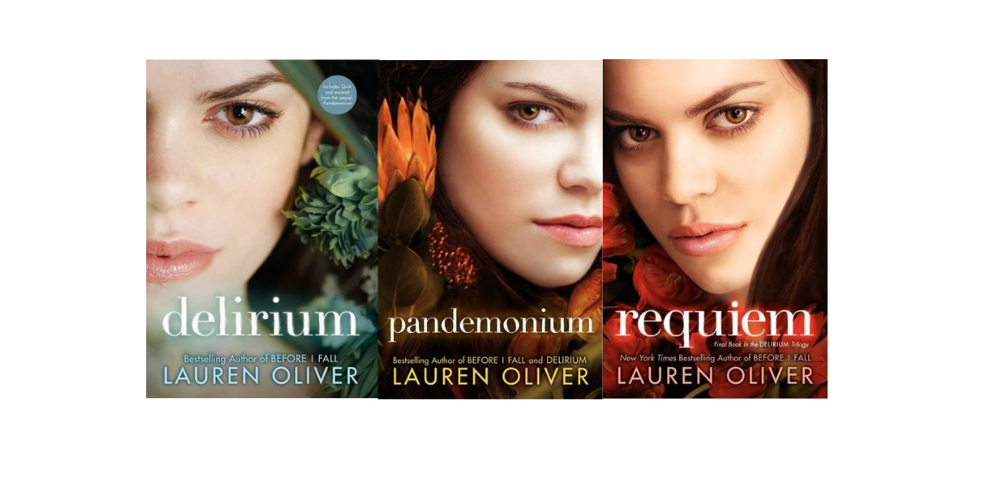 Includes Q+A
and excerpt
from the sequel,
Pandemonium
delirium
Bestselling Author of BEFORE I FALL
LAUREN OLIVER
pandemonium
Bestselling Author of BEFORE I FALL and DELIRIUM
LAUREN OLIVER
requiem
Final Book in the DELIRIUM Trilogy
New York Times Bestselling Author of BEFORE I FALL
LAUREN OLIVER